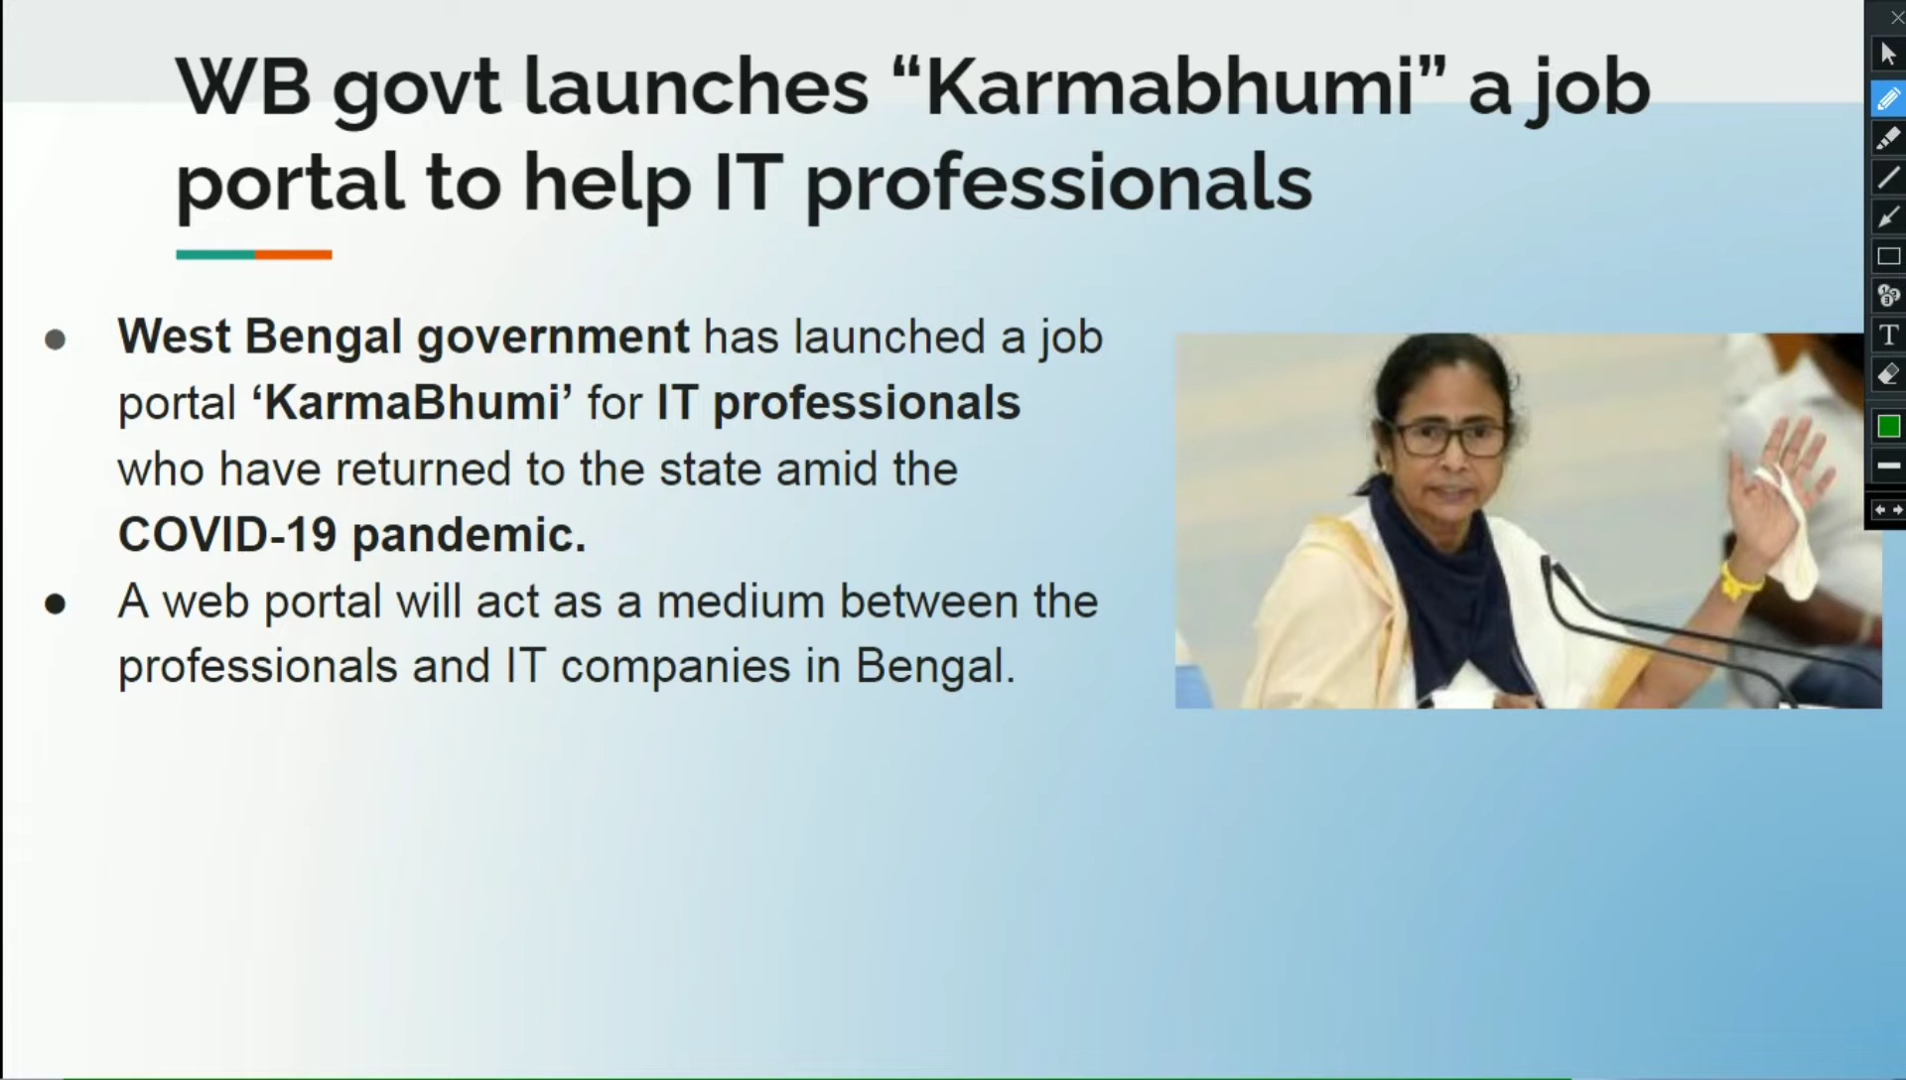 WB govt launches “Karmabhumi” a job
portal to help IT professionals
● West Bengal government has launched a job
portal ‘KarmaBhumi’ for IT professionals
who have returned to the state amid the
COVID-19 pandemic.
● A web portal will act as a medium between the
professionals and IT companies in Bengal.
T